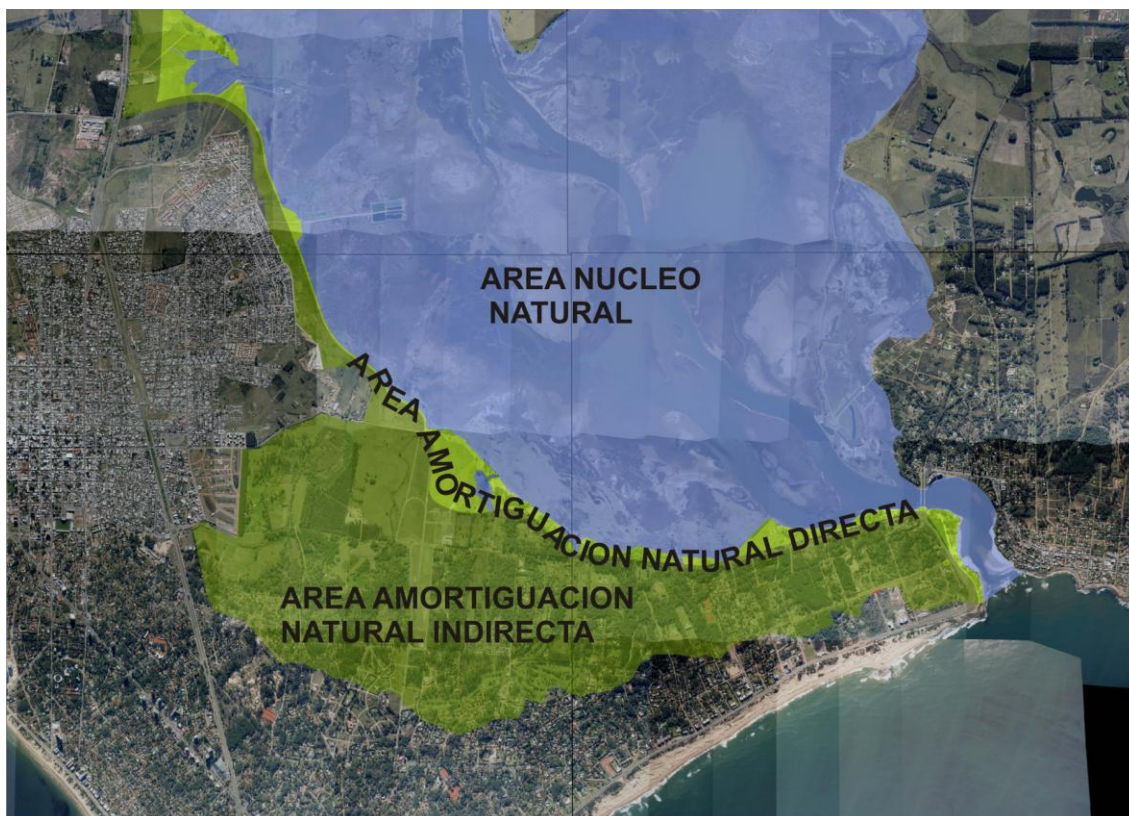 AREA NUCLEO
NATURAL
AREA AMORTIGUACION NATURAL DIRECTA
AREA AMORTIGUACION
NATURAL INDIRECTA